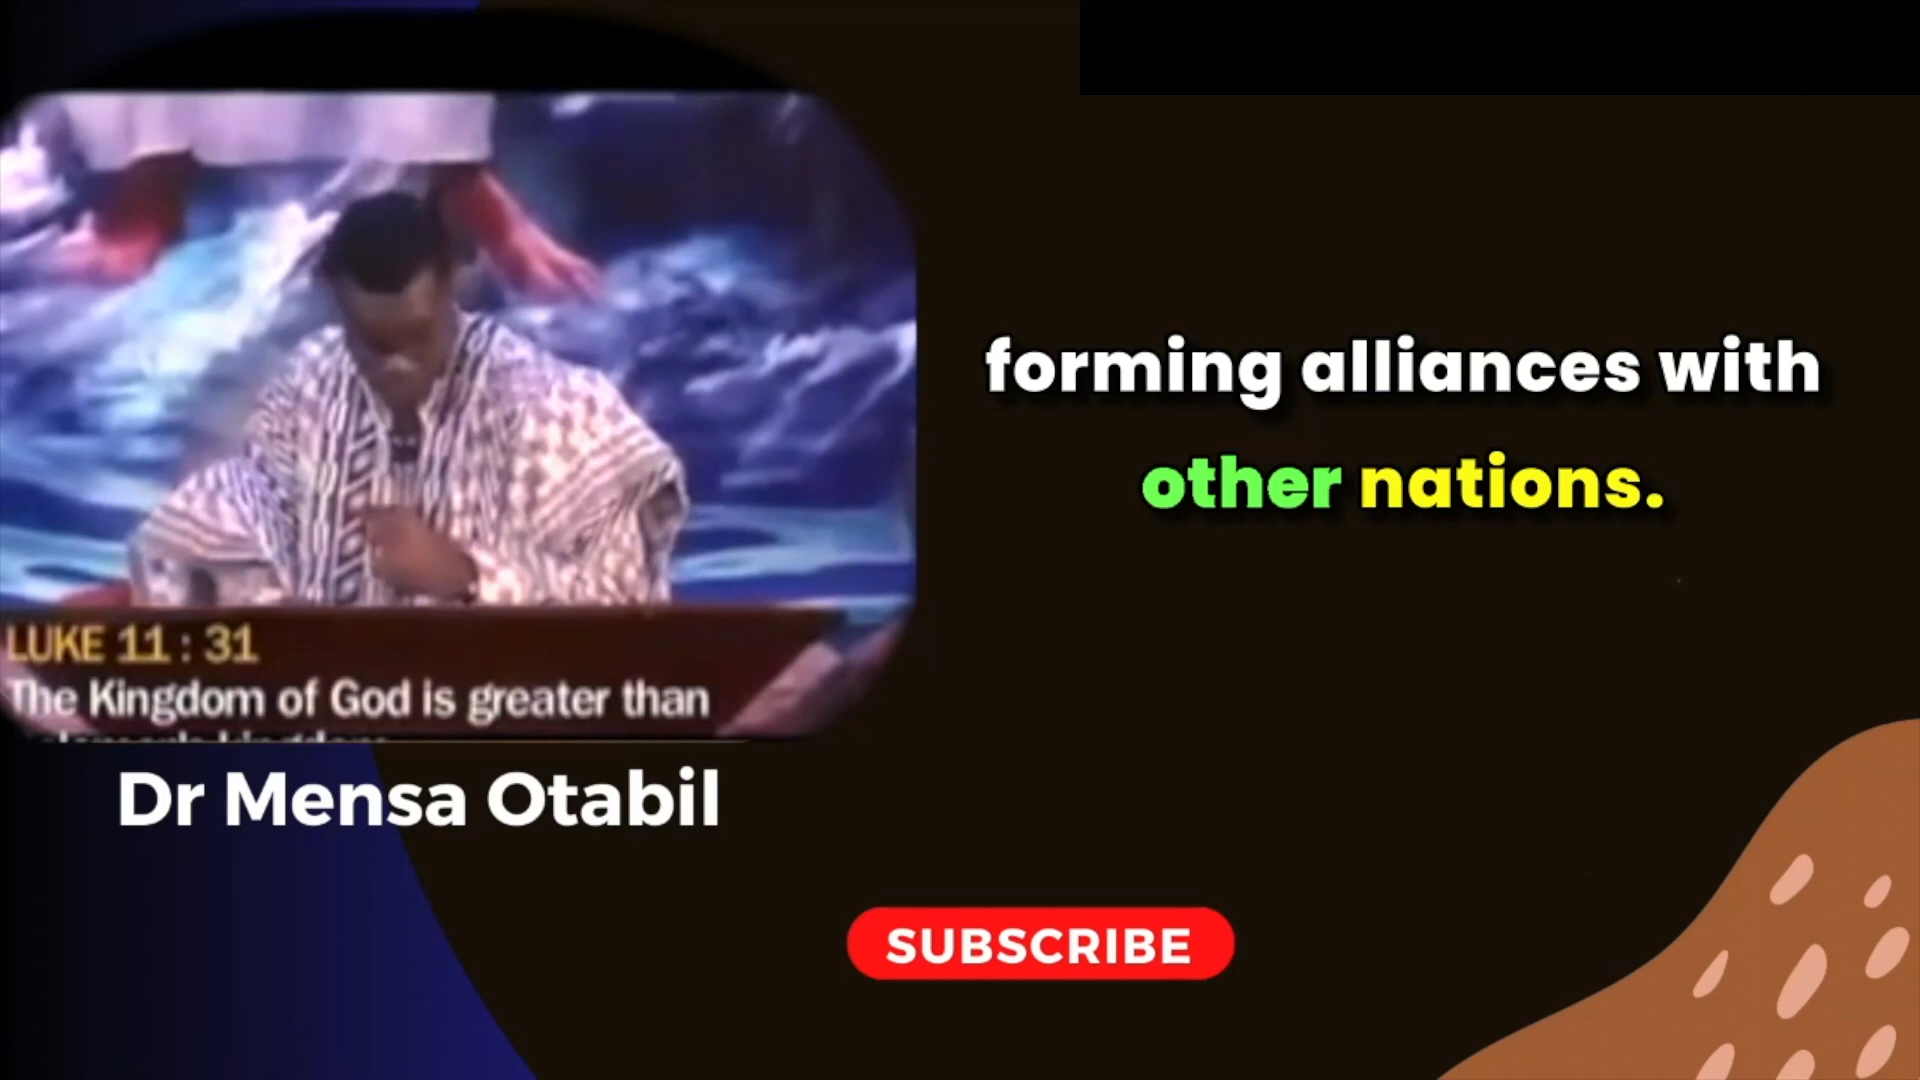 forming alliances with
other nations.
LUKE 11 : 31
The Kingdom of God is greater than
Dr Mensa Otabil
SUBSCRIBE